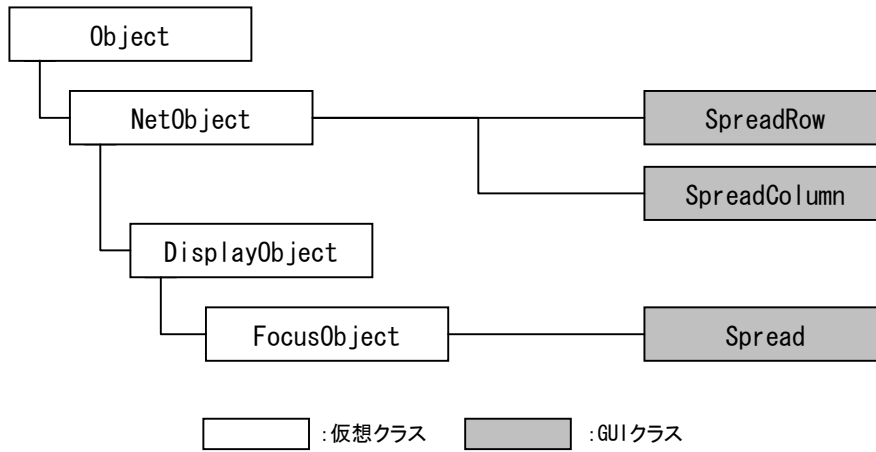 Object
NetObject
SpreadRow
SpreadColumn
DisplayObject
FocusObject
Spread
:仮想クラス
:GUIクラス